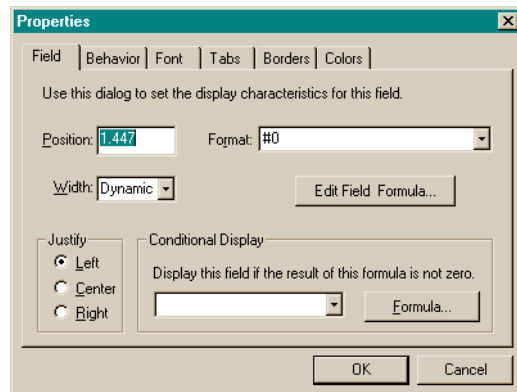 Properties
Field Behavior Font Tabs Borders Colors
Use this dialog to set the display characteristics for this field.
Position: 1.447 Format: #0
Width: Dynamic Edit Field Formula...
Justify Conditional Display
Left
Display this field if the result of this formula is not zero.
Center
Right Formula...
OK Cancel